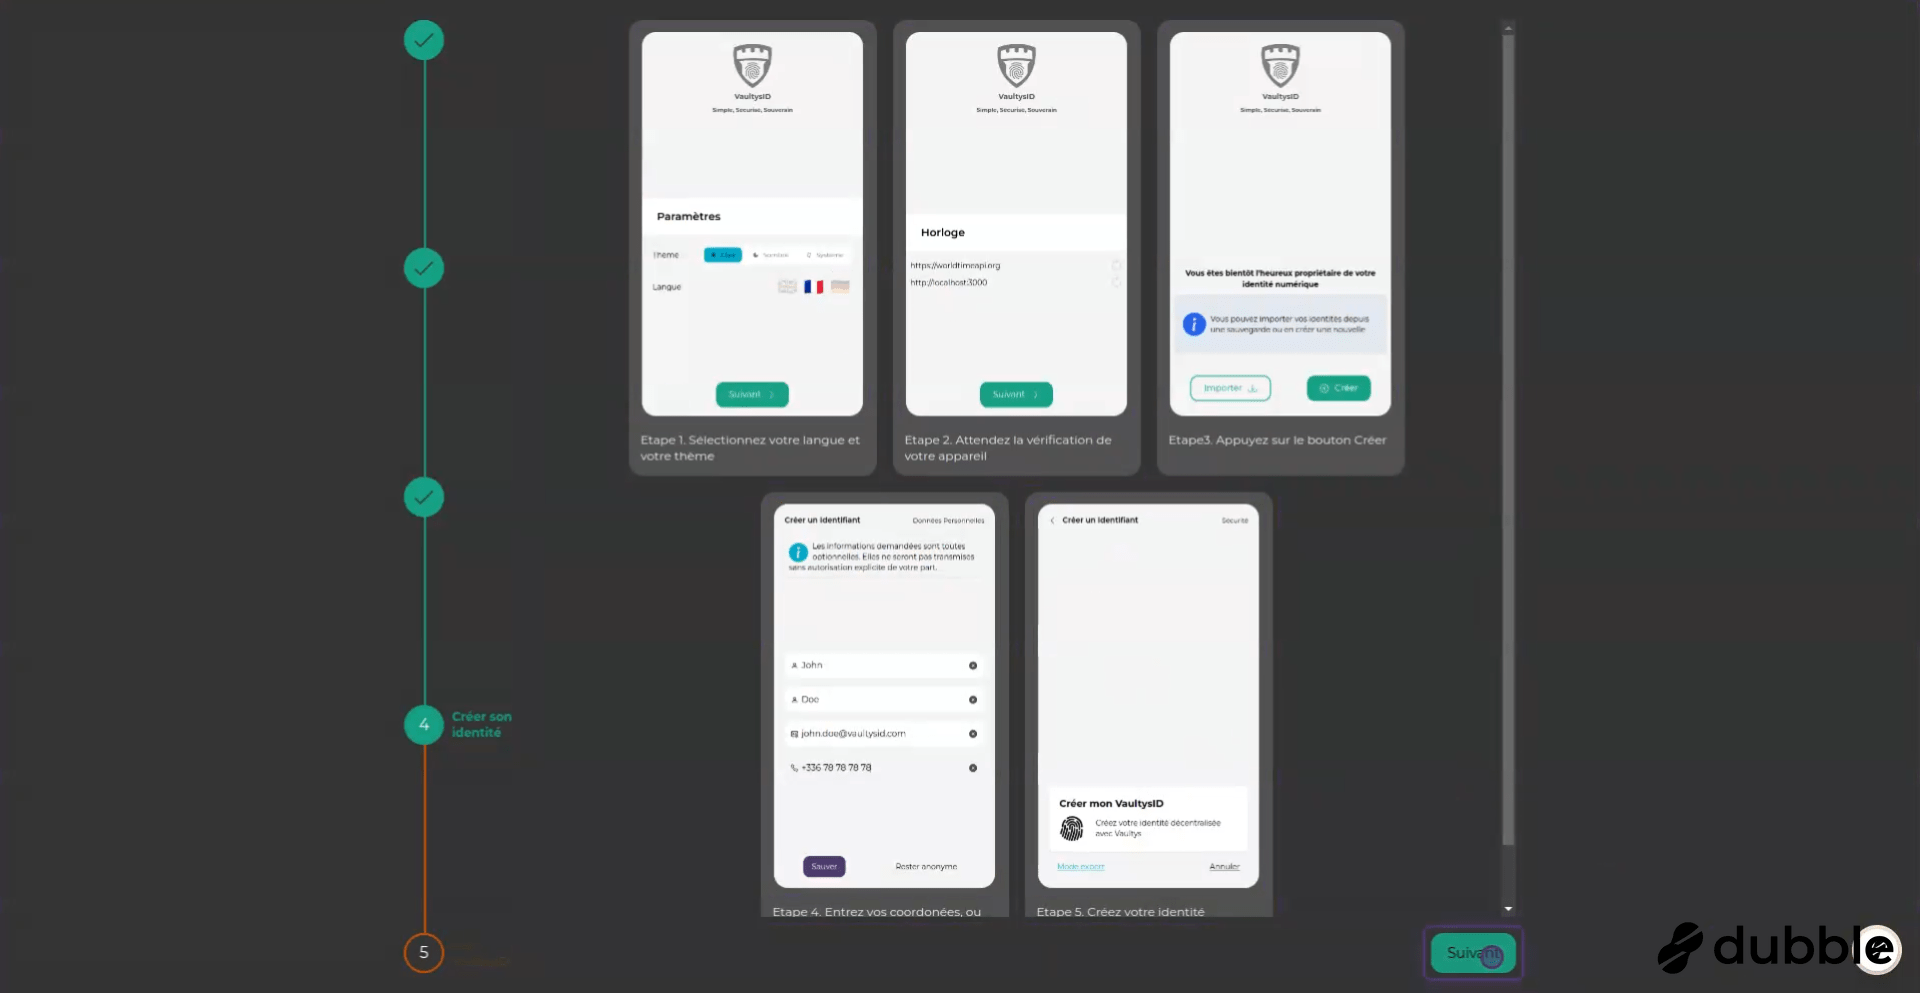 VaultysID
Simple, Sécurisé, Souverain
Paramètres
Thème
Clair
Sombre
Système
Langue
Suivant
Etape 1. Sélectionnez votre langue et
votre thème
VaultysID
Simple, Sécurisé, Souverain
Horloge
https://worldtimeapi.org
http://localhost:3000
Suivant
Etape 2. Attendez la vérification de
votre appareil
VaultysID
Simple, Sécurisé, Souverain
Vous êtes bientôt l'heureux propriétaire de votre
identité numérique
Vous pouvez importer vos identités depuis
une sauvegarde ou en créer une nouvelle
Importer
Créer
Etape3. Appuyez sur le bouton Créer
Créer un identifiant
Données Personnelles
Les informations demandées sont toutes
optionnelles. Elles ne seront pas transmises
sans autorisation explicite de votre part.
John
Doe
john.doe@vaultysid.com
+336 78 78 78 78
Sauver
Rester anonyme
Etape 4. Entrez vos coordonées, ou
Créer un identifiant
Sécurité
Créer mon VaultysID
Créez votre identité décentralisée
avec Vaultys
Mode expert
Annuler
Etape 5. Créez votre identité
4
Créer son
identité
5
Suivant
dubble